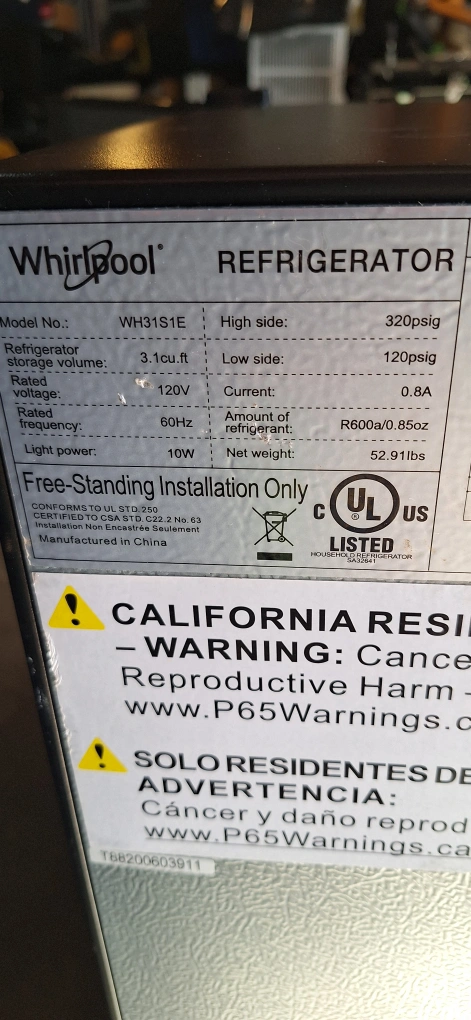 Whirlpool® REFRIGERATOR
Model No.: WH31S1E High side: 320psig
Refrigerator
storage volume: 3.1cu.ft Low side: 120psig
Rated
voltage: 120V Current: 0.8A
Rated
frequency: 60Hz Amount of
refrigerant: R600a/0.85oz
Light power: 10W Net weight: 52.91lbs
Free-Standing Installation Only
CONFORMS TO UL STD.250
CERTIFIED TO CSA STD. C22.2 No.63
Installation Non Encastrée Seulement
Manufactured in China
C UL ® US
LISTED
HOUSEHOLD REFRIGERATOR
SA32641
CALIFORNIA RESI
– WARNING: Cance
Reproductive Harm -
www.P65Warnings.c
SOLO RESIDENTES DE
ADVERTENCIA:
Cáncer y daño reprod
www.P65Warnings.ca
T68200603911